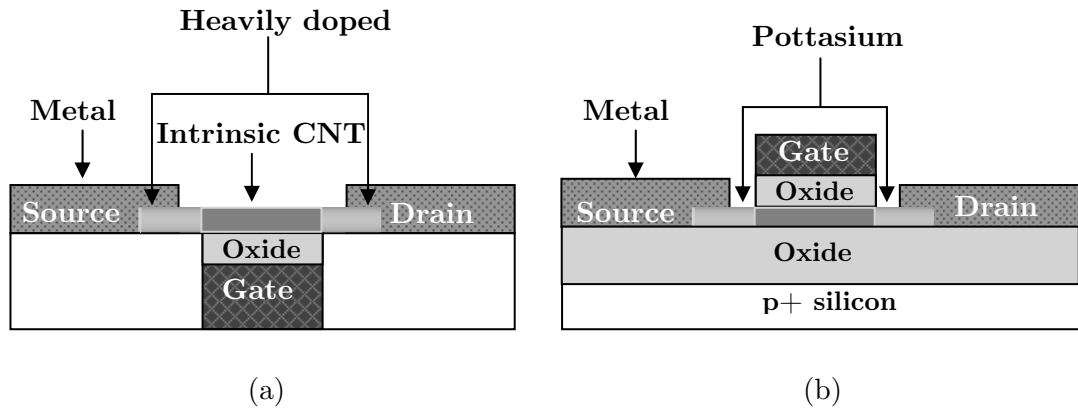 Heavily doped
Metal
Intrinsic CNT
Source
Drain
Oxide
Gate
(a)
Pottasium
Metal
Gate
Oxide
Source
Drain
Oxide
p+ silicon
(b)